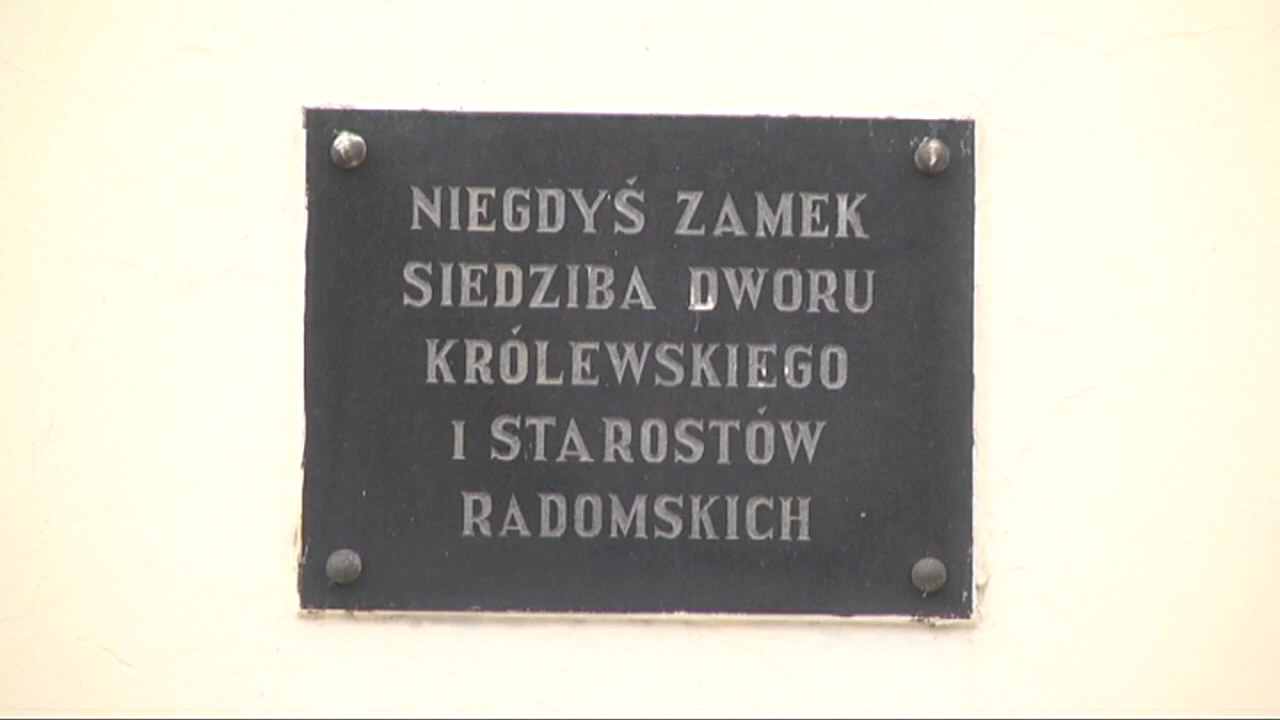 NIEGDYŚ ZAMEK
SIEDZIBA DWORU
KRÓLEWSKIEGO
I STAROSTÓW
RADOMSKICH